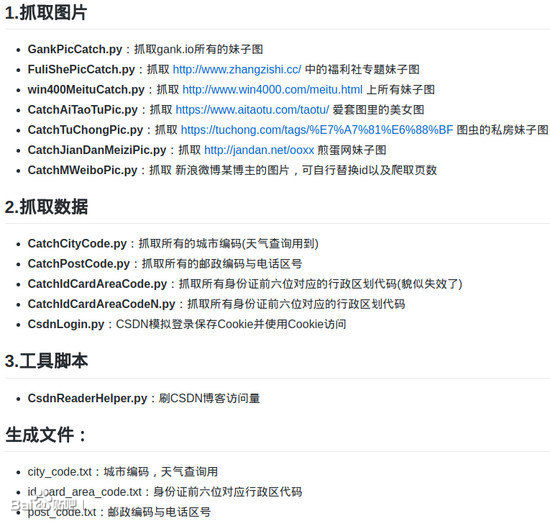 1.抓取图片
GankPicCatch.py：抓取gank.io所有的妹子图
FuliShePicCatch.py：抓取 http://www.zhangzishi.cc/ 中的福利社专题妹子图
win400MeituCatch.py：抓取 http://www.win4000.com/meitu.html 上所有妹子图
CatchAiTaoTuPic.py：抓取 https://www.aitaotu.com/taotu/ 爱套图里的美女图
CatchTuChongPic.py：抓取 https://tuchong.com/tags/%E7%A7%81%E6%88%BF 图虫的私房妹子图
CatchJianDanMeiziPic.py：抓取 http://jandan.net/ooxx 煎蛋网妹子图
CatchMWeiboPic.py：抓取 新浪微博某博主的图片，可自行替换id以及爬取页数
2.抓取数据
CatchCityCode.py：抓取所有的城市编码(天气查询用到)
CatchPostCode.py：抓取所有的邮政编码与电话区号
CatchIdCardAreaCode.py：抓取所有身份证前六位对应的行政区划代码(貌似失效了)
CatchIdCardAreaCodeN.py：抓取所有身份证前六位对应的行政区划代码
CsdnLogin.py：CSDN模拟登录保存Cookie并使用Cookie访问
3.工具脚本
CsdnReaderHelper.py：刷CSDN博客访问量
生成文件：
city_code.txt：城市编码，天气查询用
id_card_area_code.txt：身份证前六位对应行政区代码
post_code.txt：邮政编码与电话区号
Bai贴吧